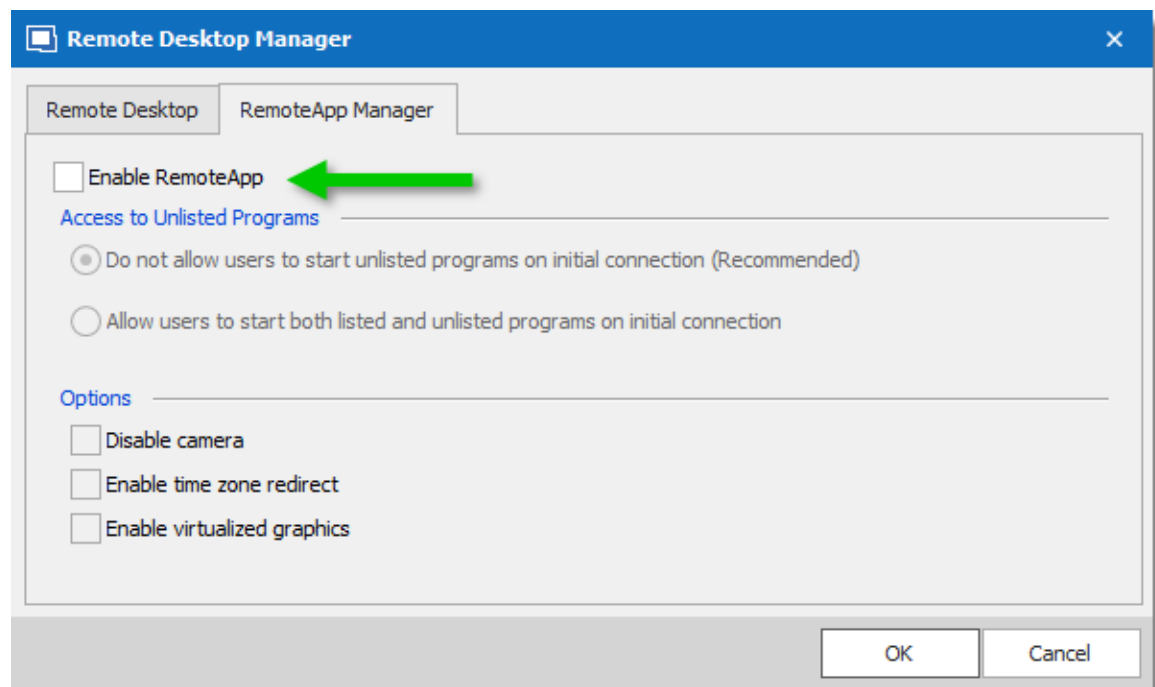 Remote Desktop Manager
Remote Desktop
RemoteApp Manager
Enable RemoteApp
Access to Unlisted Programs
Do not allow users to start unlisted programs on initial connection (Recommended)
Allow users to start both listed and unlisted programs on initial connection
Options
Disable camera
Enable time zone redirect
Enable virtualized graphics
OK
Cancel